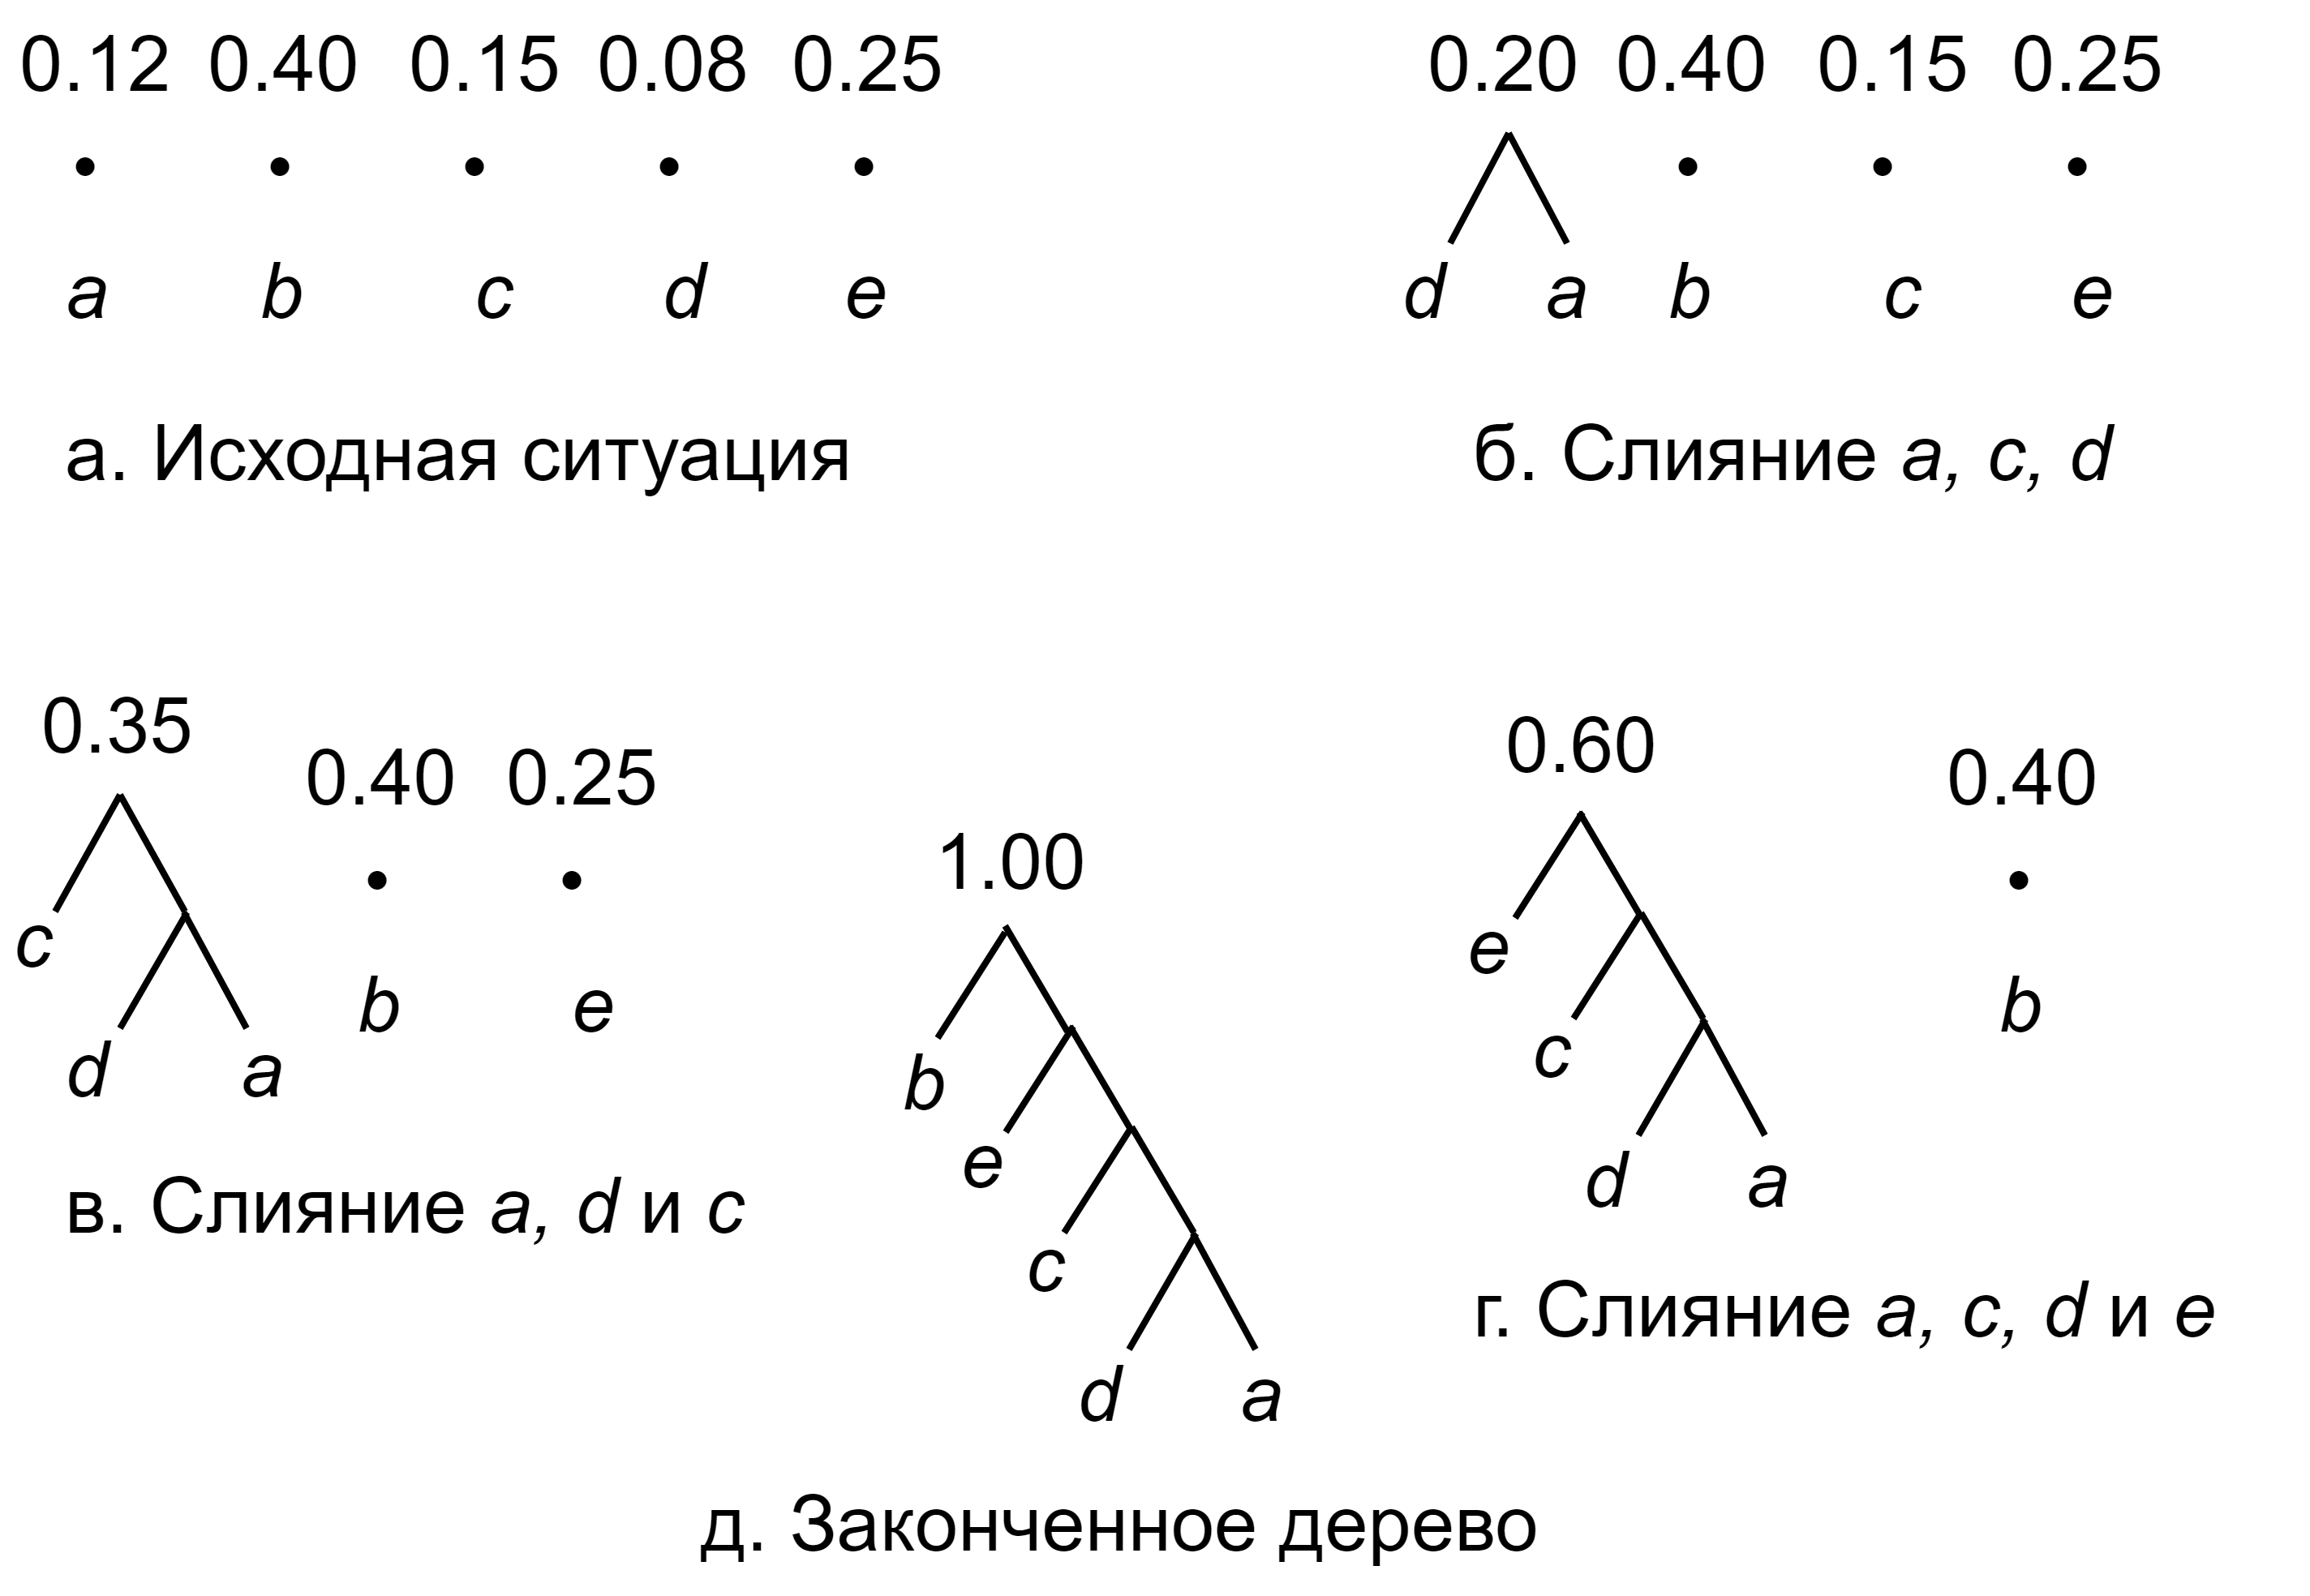 0.12 0.40 0.15 0.08 0.25
a b c d e
а. Исходная ситуация
0.20 0.40 0.15 0.25
d a b c e
б. Слияние a, c, d
0.35
0.40 0.25
c
b e
d a
в. Слияние a, d и c
0.60
0.40
e
b
c
d a
г. Слияние a, c, d и e
1.00
b
e
c
d a
д. Законченное дерево